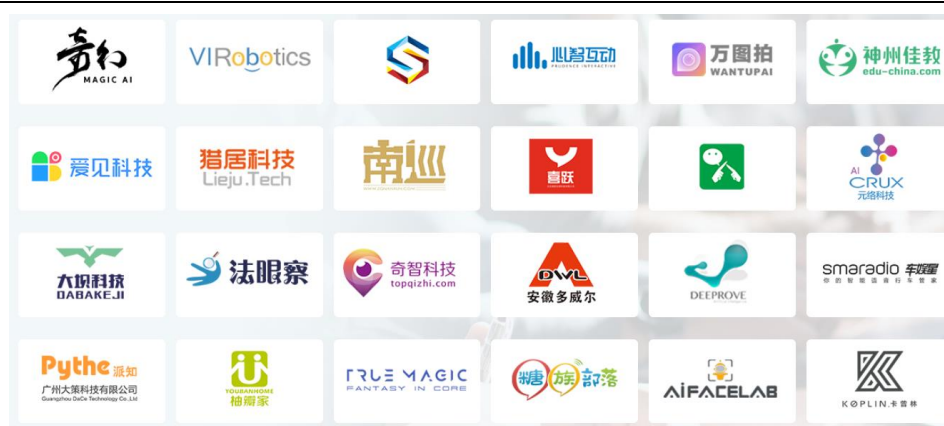 奇幻
MAGIC AI
VIRobotics
心智互动
PRUDENCE INTERACTIVE
万图拍
WANTUPAI
神州佳教
edu-china.com
爱见科技
猎居科技
Lieju.Tech
南巡
喜跃
AI
CRUX
元络科技
大坝科技
DABAKEJI
法眼察
奇智科技
topqizhi.com
DWL
安徽多威尔
DEEPROVE
smaradio 车控星
你的智能语音行车管家
Pythe 派知
广州大策科技有限公司
Guangzhou DaCe Technology Co.,Ltd
YOUBANHOME
柚瓣家
TRUE MAGIC
FANTASY IN CORE
糖族部落
AiFACELAB
KOPLIN.卡普林